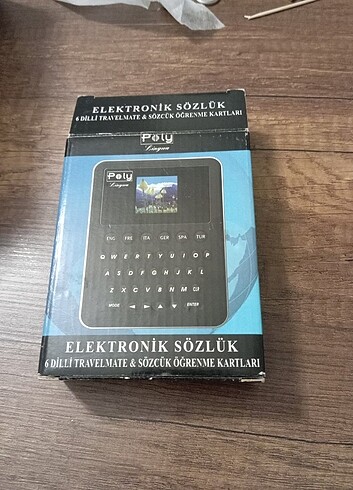 ELEKTRONİK SÖZLÜK
6 DİLLİ TRAVELMATE & SÖZCÜK ÖĞRENME KARTLARI
Poly
Lingua
Poly
Lingua
ENG FRE ITA GER SPA TUR
Q W E R T Y U I O P
A S D F G H J K L
Z X C V B N M
MODE ◄ ► ▲ ▼ ENTER
ELEKTRONİK SÖZLÜK
6 DİLLİ TRAVELMATE & SÖZCÜK ÖĞRENME KARTLARI